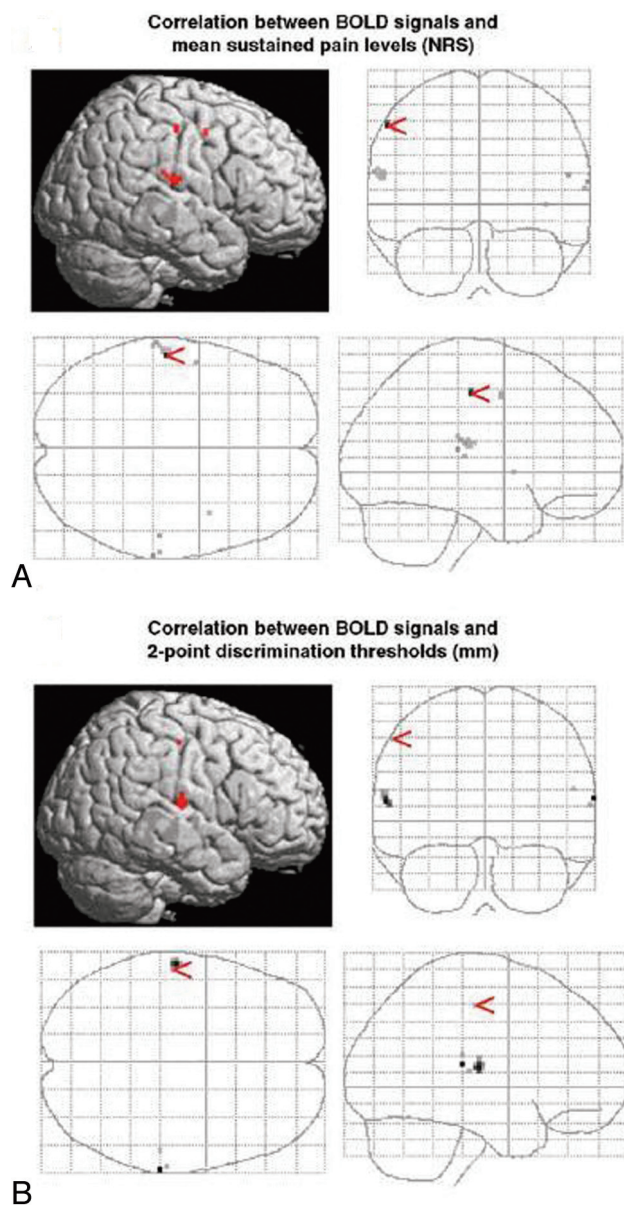 Correlation between BOLD signals and
mean sustained pain levels (NRS)
A
Correlation between BOLD signals and
2-point discrimination thresholds (mm)
B